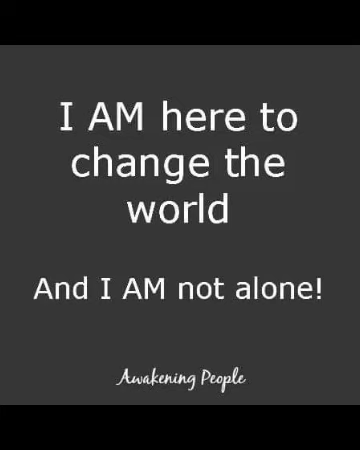 I AM here to
change the
world
And I AM not alone!
Awakening People